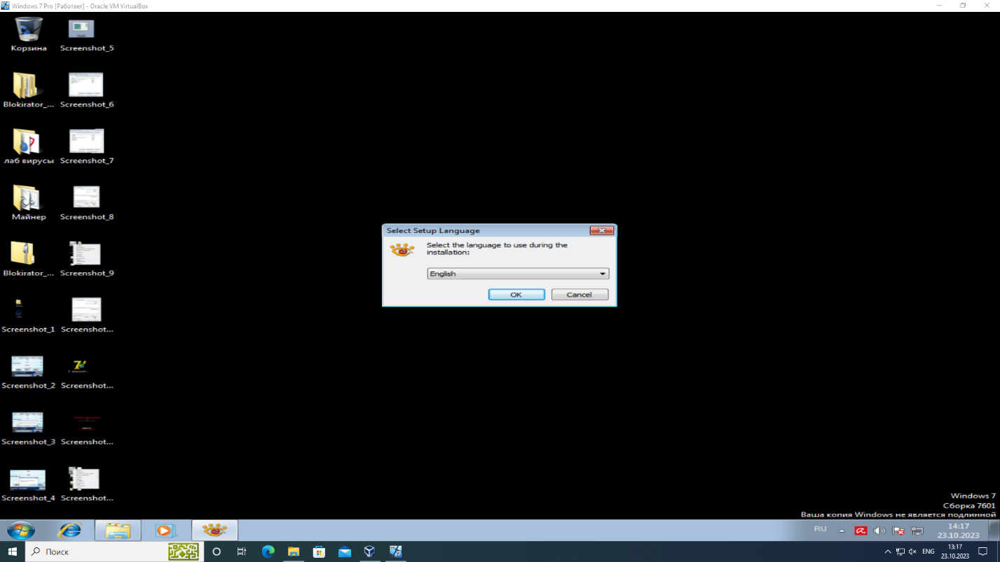 Windows 7 Pro [Работает] - Oracle VM VirtualBox
Корзина
Screenshot_5
Blokirator_...
Screenshot_6
лаб вирусы
Screenshot_7
Майнер
Screenshot_8
Blokirator_...
Screenshot_9
Screenshot_1
Screenshot...
Screenshot_2
Screenshot...
Screenshot_3
Screenshot...
Screenshot_4
Screenshot...
Select Setup Language
Select the language to use during the
installation:
English
OK
Cancel
Windows 7
Сборка 7601
Ваша копия Windows не является подлинной
RU
14:17
23.10.2023
Поиск
ENG
13:17
23.10.2023